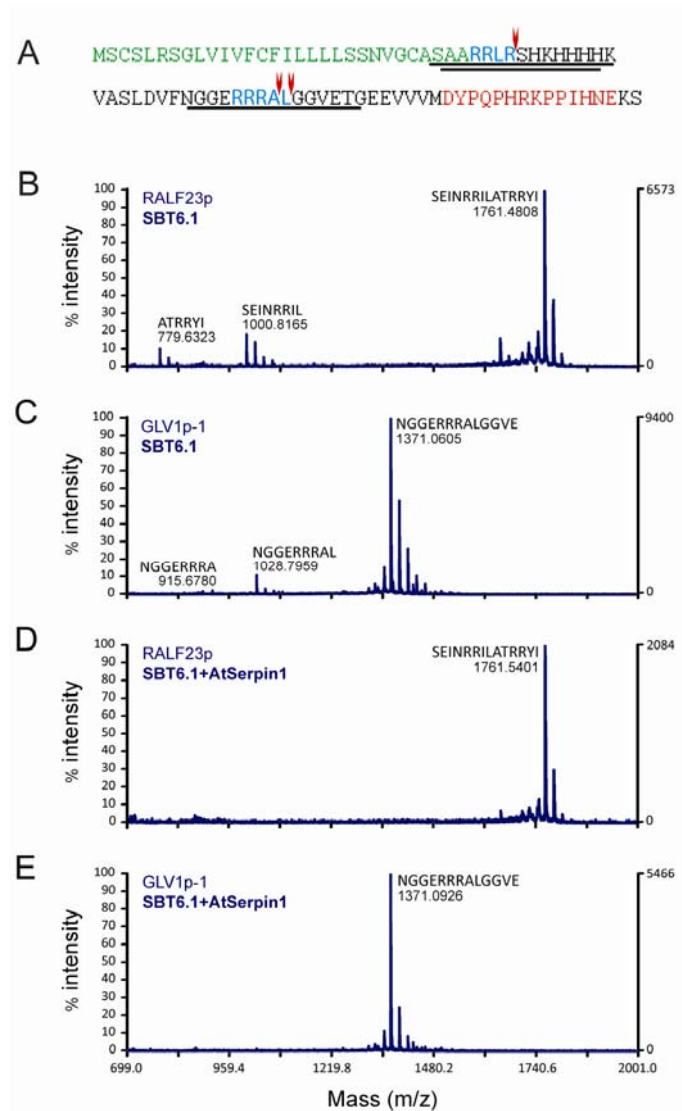 A
MSCSLRSGLVIVFCFILLLLSSNVGCASAARRLRSHKHHHHK
VASLDVFNGGERRRALGGVETGEEVVVMDYPQPHRKPPIHNEKS
B
RALF23p
SBT6.1
ATRRYI
779.6323
SEINRRIL
1000.8165
SEINRRILATRRYI
1761.4808
6573
0
100
90
80
70
60
50
40
30
20
10
0
% intensity
C
GLV1p-1
SBT6.1
NGGERRRA
915.6780
NGGERRRAL
1028.7959
NGGERRRALGGVE
1371.0605
9400
0
100
90
80
70
60
50
40
30
20
10
0
% intensity
D
RALF23p
SBT6.1+AtSerpin1
SEINRRILATRRYI
1761.5401
2084
0
100
90
80
70
60
50
40
30
20
10
0
% intensity
E
GLV1p-1
SBT6.1+AtSerpin1
NGGERRRALGGVE
1371.0926
5466
0
100
90
80
70
60
50
40
30
20
10
0
% intensity
699.0 959.4 1219.8 1480.2 1740.6 2001.0
Mass (m/z)